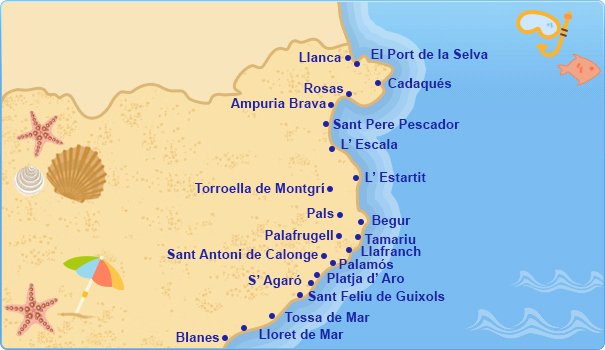 Llanca
El Port de la Selva
Cadaqués
Rosas
Ampuria Brava
Sant Pere Pescador
L' Escala
L' Estartit
Torroella de Montgrí
Pals
Begur
Palafrugell
Tamariu
Llafranch
Sant Antoni de Calonge
Palamós
Platja d' Aro
S' Agaró
Sant Feliu de Guixols
Tossa de Mar
Lloret de Mar
Blanes